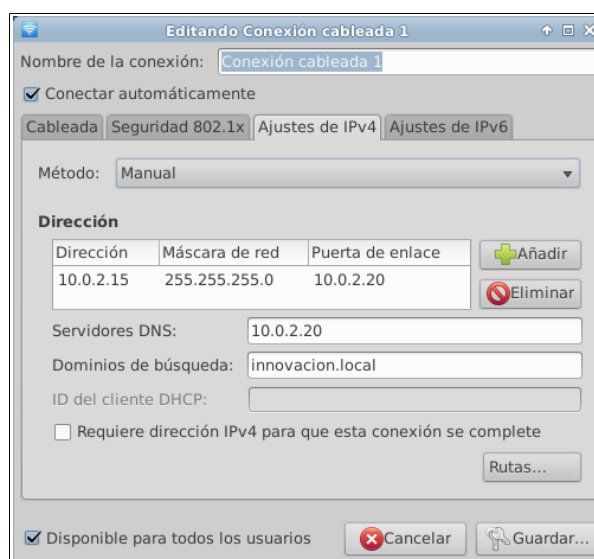 Editando Conexión cableada 1
Nombre de la conexión: Conexión cableada 1
Conectar automáticamente
Cableada Seguridad 802.1x Ajustes de IPv4 Ajustes de IPv6
Método: Manual
Dirección
Dirección Máscara de red Puerta de enlace Añadir
10.0.2.15 255.255.255.0 10.0.2.20
Eliminar
Servidores DNS: 10.0.2.20
Dominios de búsqueda: innovacion.local
ID del cliente DHCP:
Requiere dirección IPv4 para que esta conexión se complete
Rutas...
Disponible para todos los usuarios Cancelar Guardar...